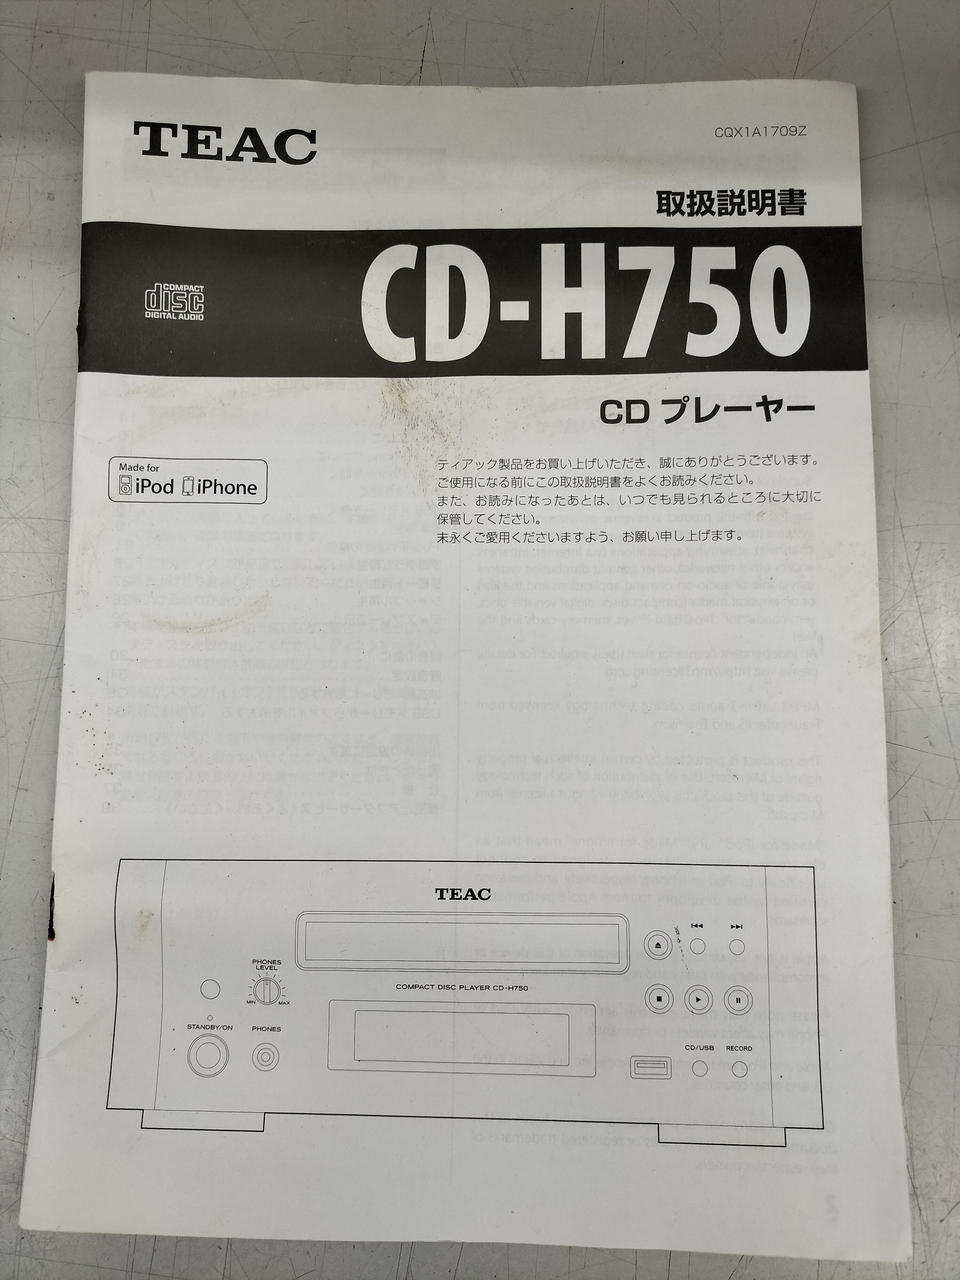 TEAC
CQX1A1709Z
取扱説明書
CD-H750
COMPACT
disc
DIGITAL AUDIO
CD プレーヤー
Made for
iPod iPhone
ティアック製品をお買い上げいただき、誠にありがとうございます。
ご使用になる前にこの取扱説明書をよくお読みください。
また、お読みになったあとは、いつでも見られるところに大切に
保管してください。
末永くご愛用くださいますよう、お願い申し上げます。
TEAC
PHONES
LEVEL
MIN MAX
COMPACT DISC PLAYER CD-H750
STANDBY/ON
PHONES
CD/USB
RECORD